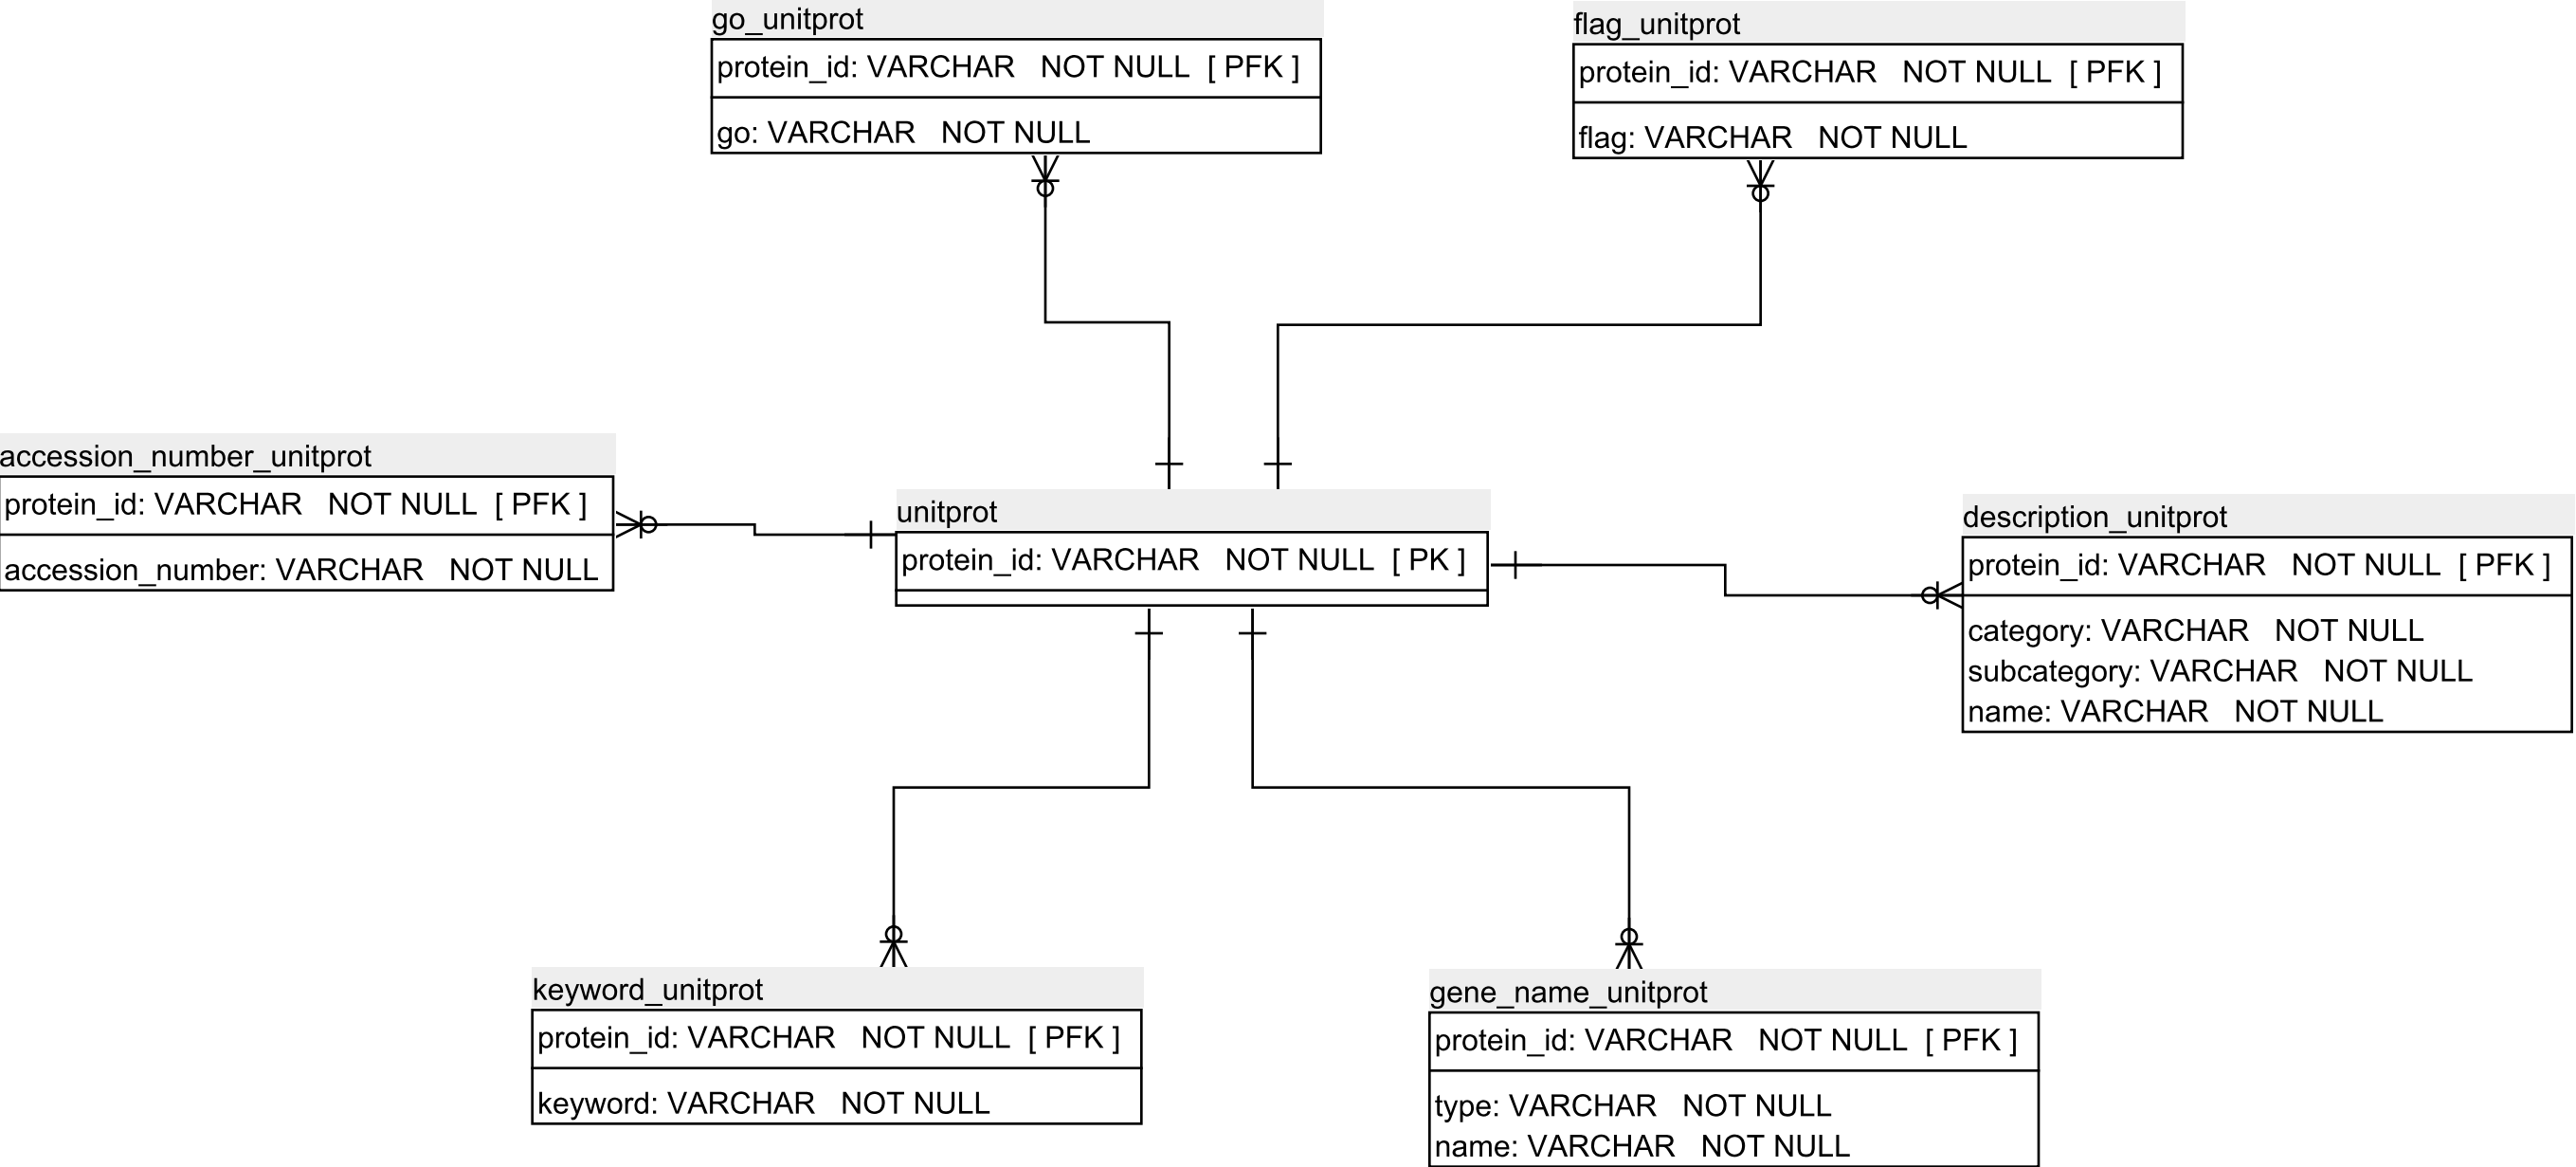 go_unitprot
protein_id: VARCHAR NOT NULL [ PFK ]
go: VARCHAR NOT NULL
flag_unitprot
protein_id: VARCHAR NOT NULL [ PFK ]
flag: VARCHAR NOT NULL
accession_number_unitprot
protein_id: VARCHAR NOT NULL [ PFK ]
accession_number: VARCHAR NOT NULL
unitprot
protein_id: VARCHAR NOT NULL [ PK ]
description_unitprot
protein_id: VARCHAR NOT NULL [ PFK ]
category: VARCHAR NOT NULL
subcategory: VARCHAR NOT NULL
name: VARCHAR NOT NULL
keyword_unitprot
protein_id: VARCHAR NOT NULL [ PFK ]
keyword: VARCHAR NOT NULL
gene_name_unitprot
protein_id: VARCHAR NOT NULL [ PFK ]
type: VARCHAR NOT NULL
name: VARCHAR NOT NULL